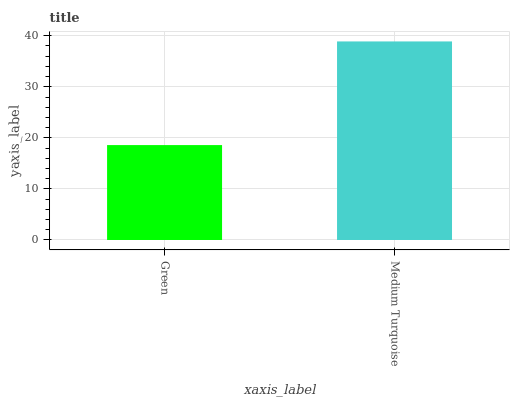 title
yaxis_label
40
30
20
10
0
Green
Medium Turquoise
xaxis_label